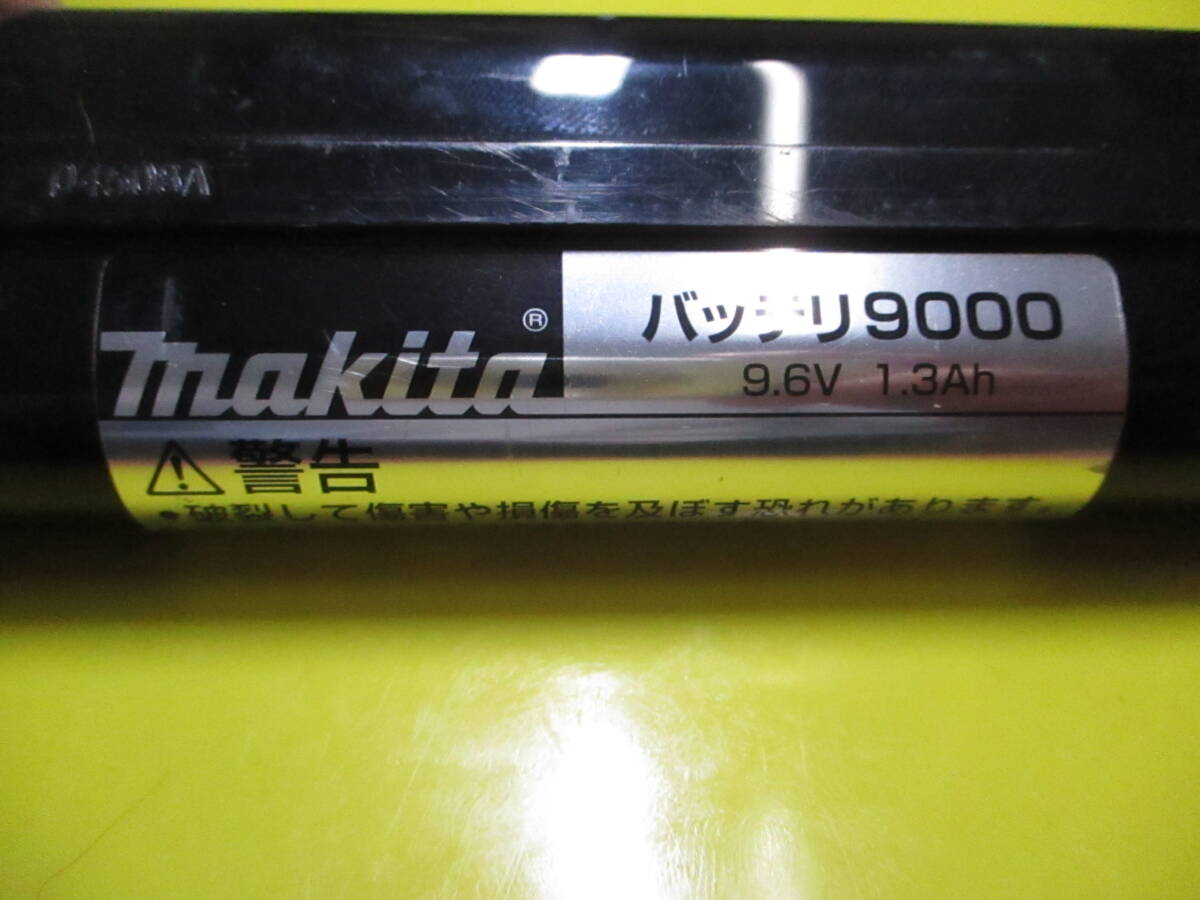 makita®
バッテリ9000
9.6V 1.3Ah
警告
•破裂して傷害や損傷を及ぼす恐れがあります。